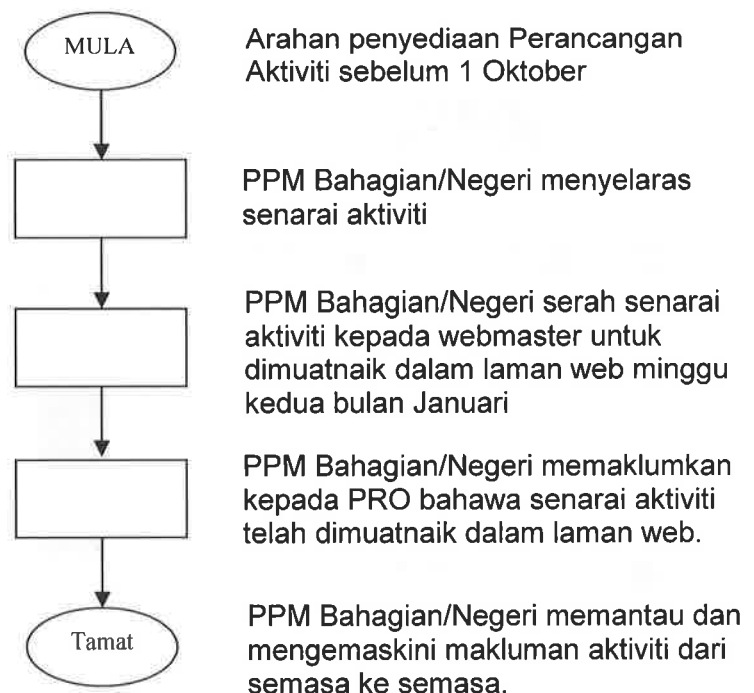 MULA
Arahan penyediaan Perancangan
Aktiviti sebelum 1 Oktober
PPM Bahagian/Negeri menyelaras
senarai aktiviti
PPM Bahagian/Negeri serah senarai
aktiviti kepada webmaster untuk
dimuatnaik dalam laman web minggu
kedua bulan Januari
PPM Bahagian/Negeri memaklumkan
kepada PRO bahawa senarai aktiviti
telah dimuatnaik dalam laman web.
Tamat
PPM Bahagian/Negeri memantau dan
mengemaskini makluman aktiviti dari
semasa ke semasa.